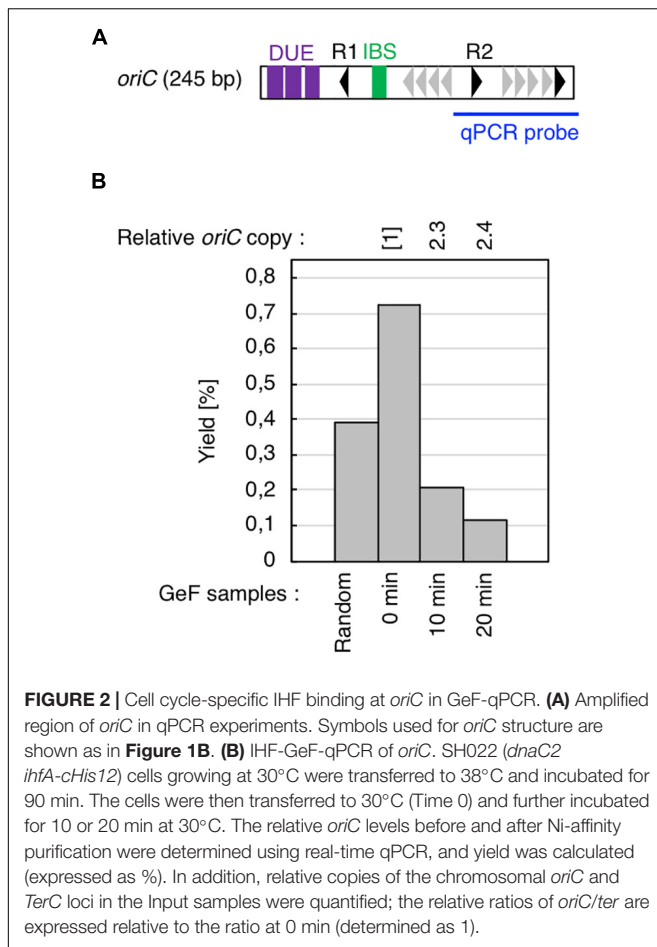 A
DUE R1 IBS R2
oriC (245 bp)
qPCR probe
B
Relative oriC copy : [1] 2.3 2.4
0,8
0,7
0,6
0,5
0,4
0,3
0,2
0,1
0
Yield [%]
GeF samples : Random 0 min 10 min 20 min
FIGURE 2 | Cell cycle-specific IHF binding at oriC in GeF-qPCR. (A) Amplified
region of oriC in qPCR experiments. Symbols used for oriC structure are
shown as in Figure 1B. (B) IHF-GeF-qPCR of oriC. SH022 (dnaC2
ihfA-cHis12) cells growing at 30°C were transferred to 38°C and incubated for
90 min. The cells were then transferred to 30°C (Time 0) and further incubated
for 10 or 20 min at 30°C. The relative oriC levels before and after Ni-affinity
purification were determined using real-time qPCR, and yield was calculated
(expressed as %). In addition, relative copies of the chromosomal oriC and
TerC loci in the Input samples were quantified; the relative ratios of oriC/ter are
expressed relative to the ratio at 0 min (determined as 1).